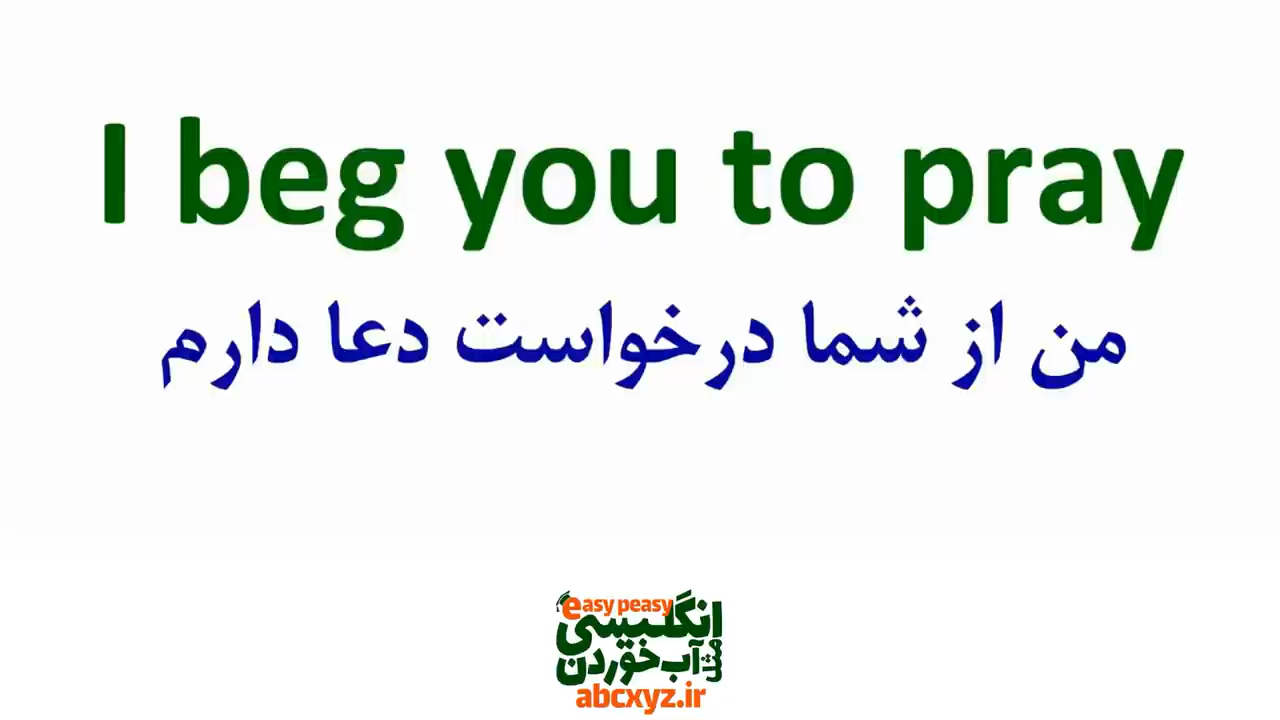 I beg you to pray
من از شما درخواست دعا دارم
easy peasy
انگلیسی
مثل آب خوردن
abcxyz.ir